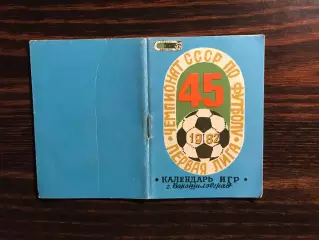 ЧЕМПИОНАТ СССР ПО ФУТБОЛУ
45
1982
ПЕРВАЯ ЛИГА
КАЛЕНДАРЬ ИГР
г. Ворошиловград